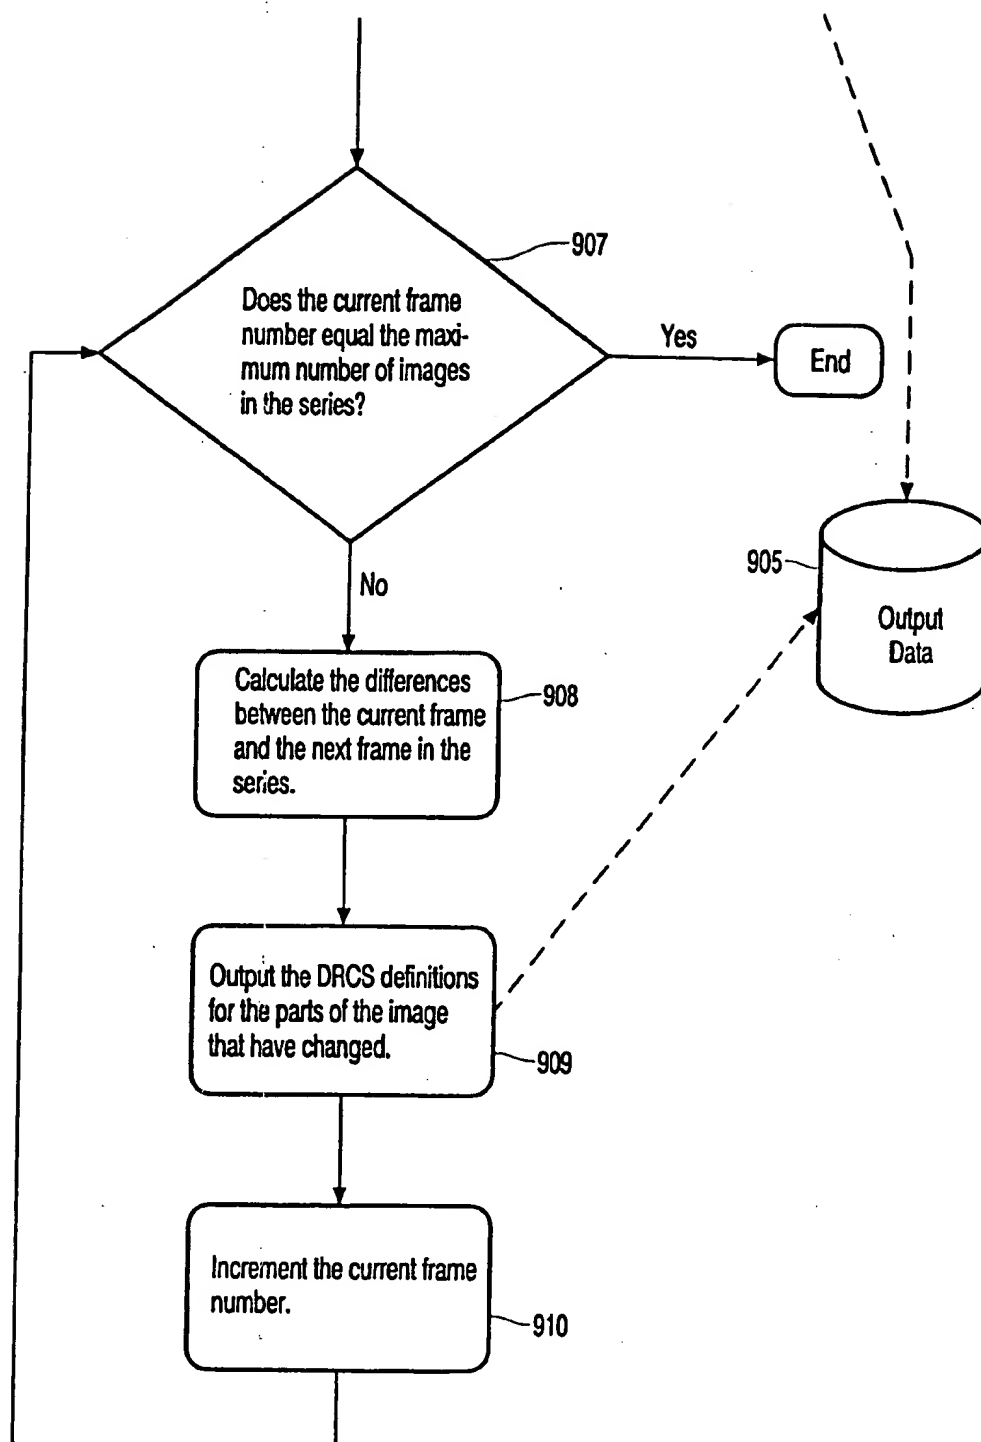 907
Does the current frame
number equal the maxi-
mum number of images
in the series?
Yes
End
905
Output
Data
No
Calculate the differences
between the current frame
and the next frame in the
series.
908
Output the DRCS definitions
for the parts of the image
that have changed.
909
Increment the current frame
number.
910